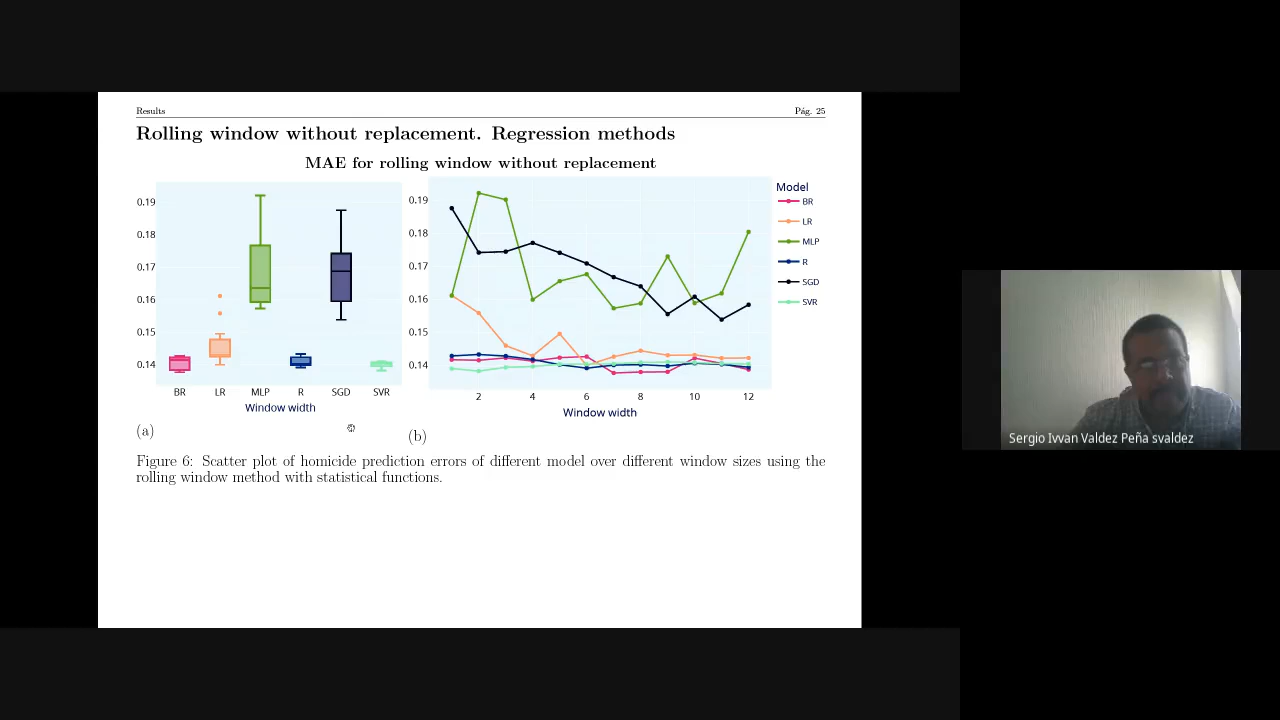 Results
Pág. 25
Rolling window without replacement. Regression methods
MAE for rolling window without replacement
0.19
0.18
0.17
0.16
0.15
0.14
BR LR MLP R SGD SVR
Window width
(a)
0.19
0.18
0.17
0.16
0.15
0.14
2 4 6 8 10 12
Window width
(b)
Model
BR
LR
MLP
R
SGD
SVR
Figure 6: Scatter plot of homicide prediction errors of different model over different window sizes using the
rolling window method with statistical functions.
Sergio Ivvan Valdez Peña svaldez